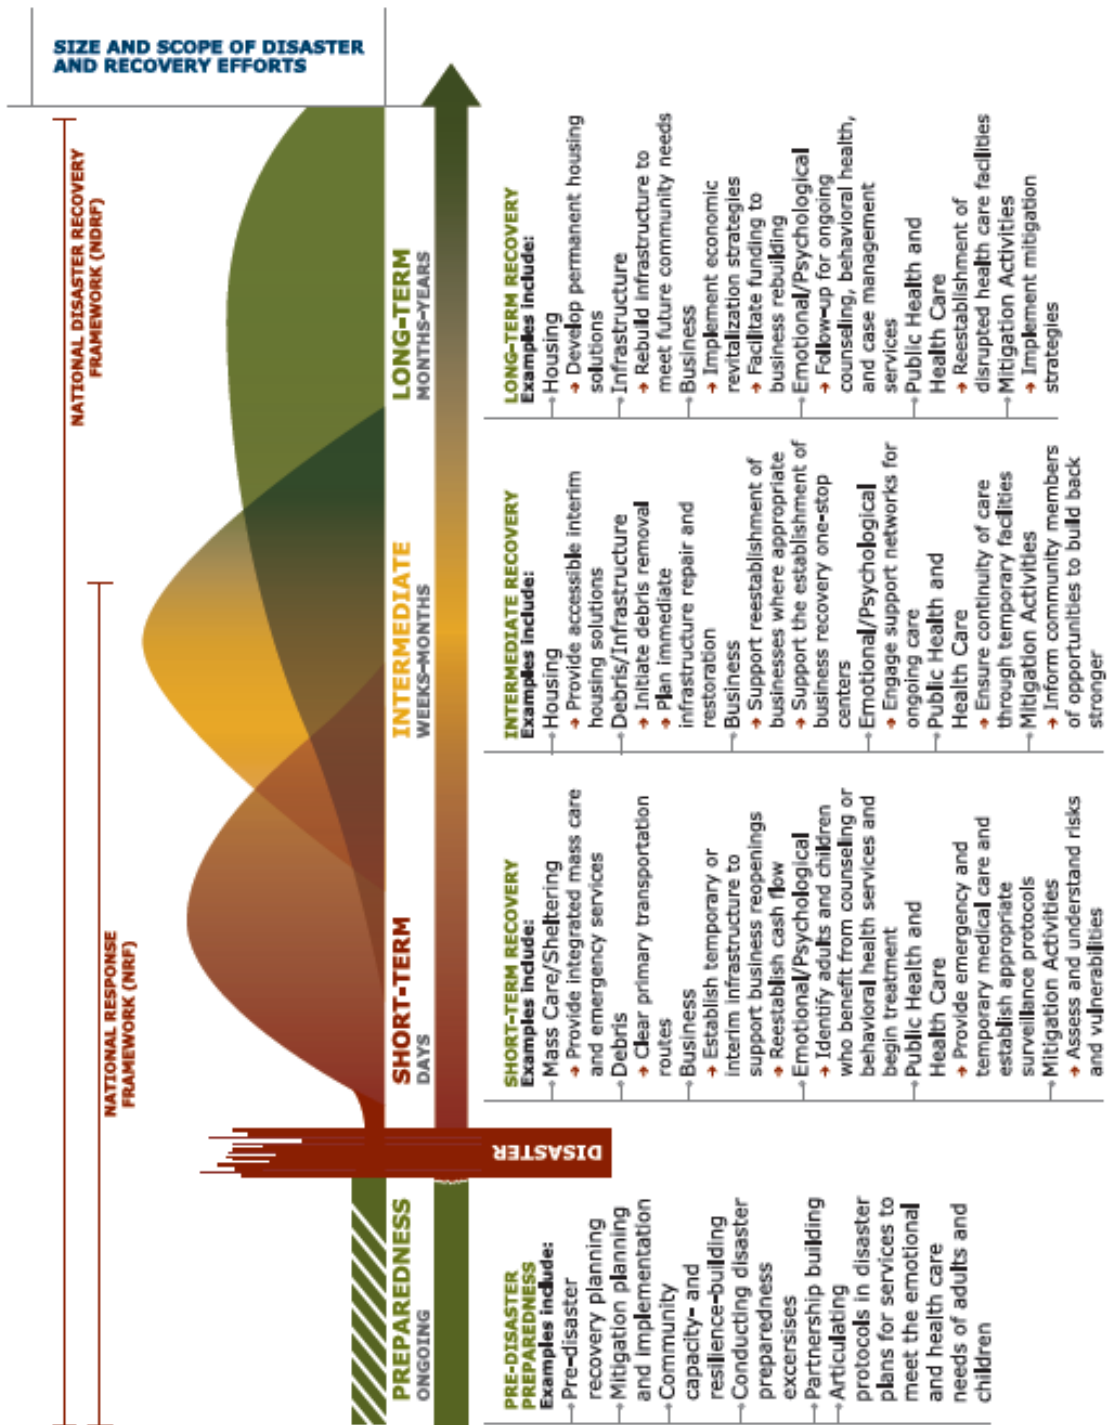 SIZE AND SCOPE OF DISASTER
AND RECOVERY EFFORTS
NATIONAL DISASTER RECOVERY
FRAMEWORK (NDRF)
NATIONAL RESPONSE
FRAMEWORK (NRF)
PREPAREDNESS
ONGOING
DISASTER
SHORT-TERM
DAYS
INTERMEDIATE
WEEKS-MONTHS
LONG-TERM
MONTHS-YEARS
PRE-DISASTER
PREPAREDNESS
Examples include:
Pre-disaster
recovery planning
Mitigation planning
and implementation
Community
capacity- and
resilience-building
Conducting disaster
preparedness
excersises
Partnership building
Articulating
protocols in disaster
plans for services to
meet the emotional
and health care
needs of adults and
children
SHORT-TERM RECOVERY
Examples include:
Mass Care/Sheltering
→ Provide integrated mass care
and emergency services
Debris
→ Clear primary transportation
routes
Business
→ Establish temporary or
interim infrastructure to
support business reopenings
→ Reestablish cash flow
Emotional/Psychological
→ Identify adults and children
who benefit from counseling or
behavioral health services and
begin treatment
Public Health and
Health Care
→ Provide emergency and
temporary medical care and
establish appropriate
surveillance protocols
Mitigation Activities
→ Assess and understand risks
and vulnerabilities
INTERMEDIATE RECOVERY
Examples include:
Housing
→ Provide accessible interim
housing solutions
Debris/Infrastructure
→ Initiate debris removal
→ Plan immediate
infrastructure repair and
restoration
Business
→ Support reestablishment of
businesses where appropriate
→ Support the establishment of
business recovery one-stop
centers
Emotional/Psychological
→ Engage support networks for
ongoing care
Public Health and
Health Care
→ Ensure continuity of care
through temporary facilities
Mitigation Activities
→ Inform community members
of opportunities to build back
stronger
LONG-TERM RECOVERY
Examples include:
Housing
→ Develop permanent housing
solutions
Infrastructure
→ Rebuild infrastructure to
meet future community needs
Business
→ Implement economic
revitalization strategies
→ Facilitate funding to
business rebuilding
Emotional/Psychological
→ Follow-up for ongoing
counseling, behavioral health,
and case management
services
Public Health and
Health Care
→ Reestablishment of
disrupted health care facilities
Mitigation Activities
→ Implement mitigation
strategies